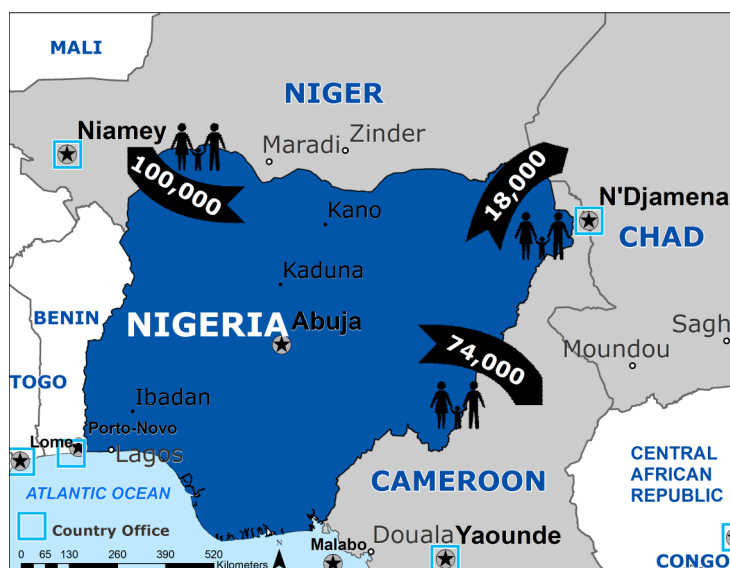 MALI
NIGER
Niamey
Maradi
Zinder
100,000
18,000
N'Djamena
CHAD
Kano
Kaduna
BENIN
NIGERIA
Abuja
74,000
Sagh
Moundou
TOGO
Ibadan
Porto-Novo
Lome
Lagos
CENTRAL
AFRICAN
REPUBLIC
CAMEROON
ATLANTIC OCEAN
Country Office
Douala
Yaounde
Malabo
N
CONGO
0 65 130 260 390 520
Kilometers